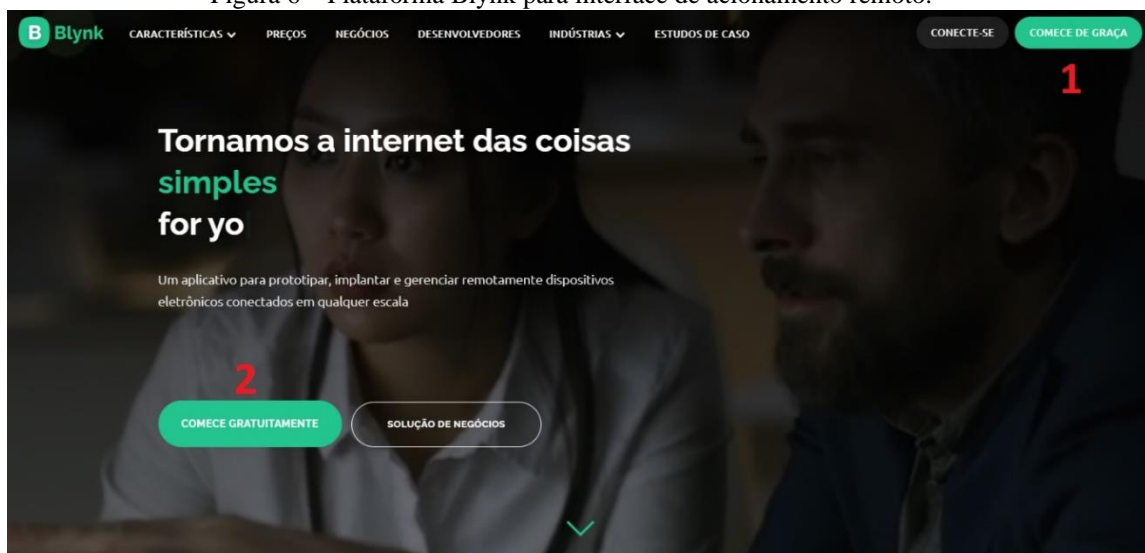 Figura 6 – Plataforma Blynk para interface de acionamento remoto.
B Blynk CARACTERÍSTICAS PREÇOS NEGÓCIOS DESENVOLVEDORES INDÚSTRIAS ESTUDOS DE CASO CONECTE-SE COMECE DE GRAÇA
1
Tornamos a internet das coisas
simples
for yo
Um aplicativo para prototipar, implantar e gerenciar remotamente dispositivos
eletrônicos conectados em qualquer escala
2
COMECE GRATUITAMENTE SOLUÇÃO DE NEGÓCIOS